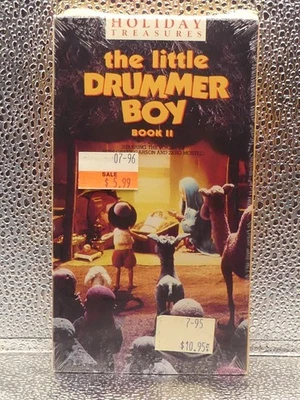 HOLIDAY
TREASURES
the little
DRUMMER
BOY
BOOK II
07-96
SALE
$ 5.99
7-95
$10.95